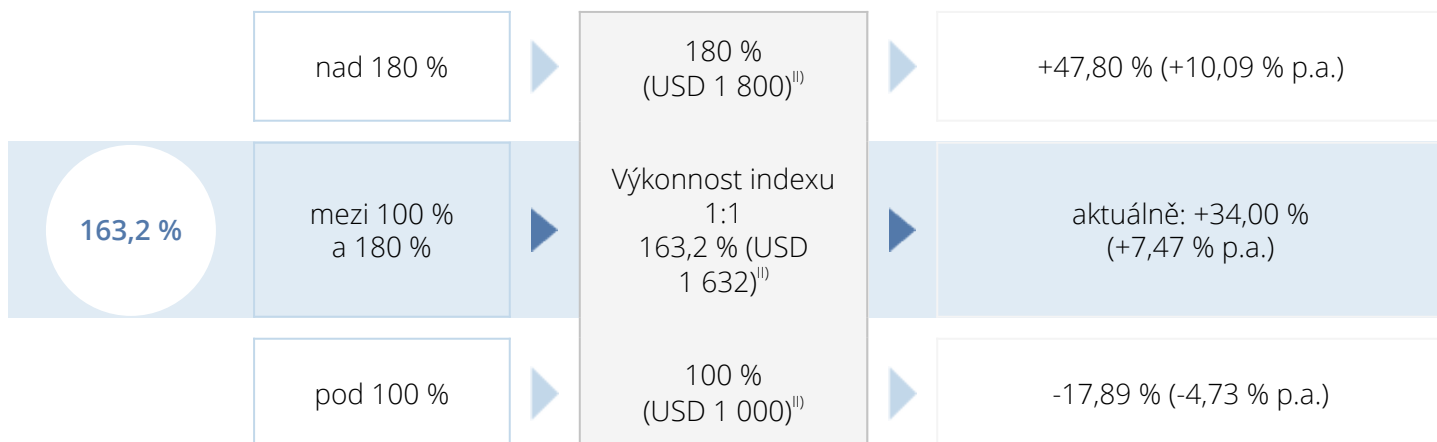 nad 180 %
180 %
(USD 1 800)II)
+47,80 % (+10,09 % p.a.)
163,2 %
mezi 100 %
a 180 %
Výkonnost indexu
1:1
163,2 % (USD
1 632)II)
aktuálně: +34,00 %
(+7,47 % p.a.)
pod 100 %
100 %
(USD 1 000)II)
-17,89 % (-4,73 % p.a.)